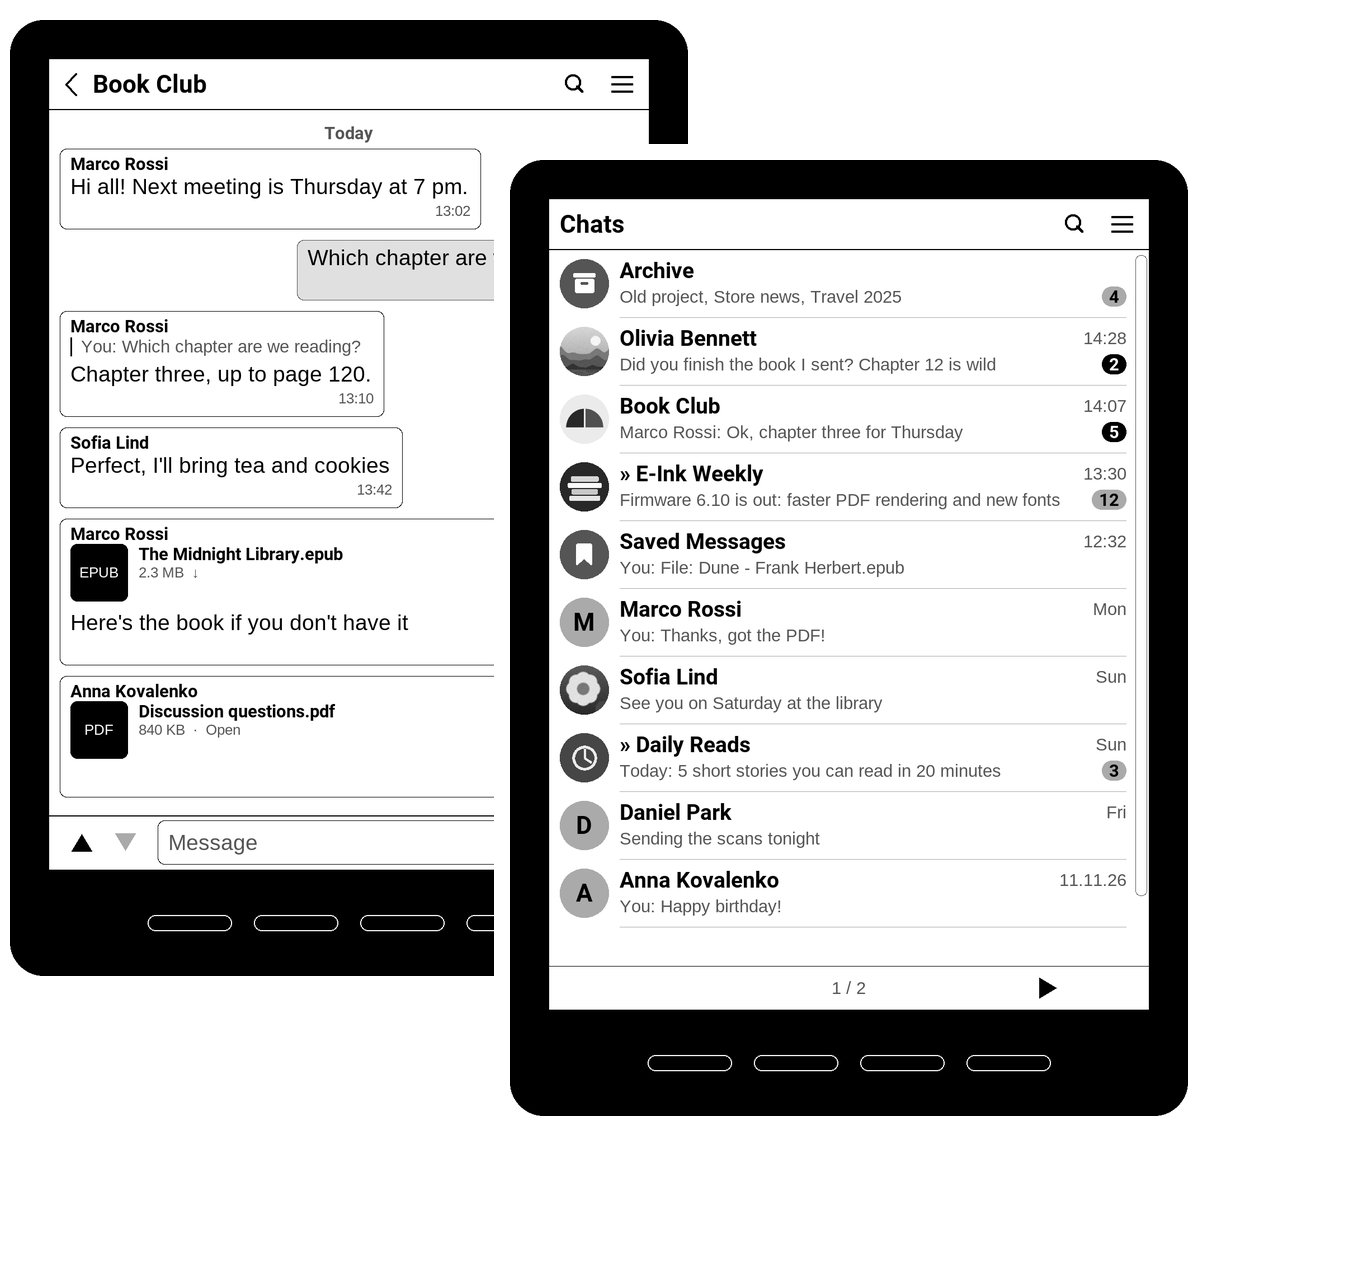 Book Club
Today
Marco Rossi
Hi all! Next meeting is Thursday at 7 pm.
13:02
Which chapter are
Marco Rossi
You: Which chapter are we reading?
Chapter three, up to page 120.
13:10
Sofia Lind
Perfect, I'll bring tea and cookies
13:42
Marco Rossi
EPUB
The Midnight Library.epub
2.3 MB ↓
Here's the book if you don't have it
Anna Kovalenko
PDF
Discussion questions.pdf
840 KB · Open
Message
Chats
Archive
Old project, Store news, Travel 2025
4
Olivia Bennett
14:28
Did you finish the book I sent? Chapter 12 is wild
2
Book Club
14:07
Marco Rossi: Ok, chapter three for Thursday
5
» E-Ink Weekly
13:30
Firmware 6.10 is out: faster PDF rendering and new fonts
12
Saved Messages
12:32
You: File: Dune - Frank Herbert.epub
M
Marco Rossi
Mon
You: Thanks, got the PDF!
Sofia Lind
Sun
See you on Saturday at the library
» Daily Reads
Sun
Today: 5 short stories you can read in 20 minutes
3
D
Daniel Park
Fri
Sending the scans tonight
A
Anna Kovalenko
11.11.26
You: Happy birthday!
1 / 2